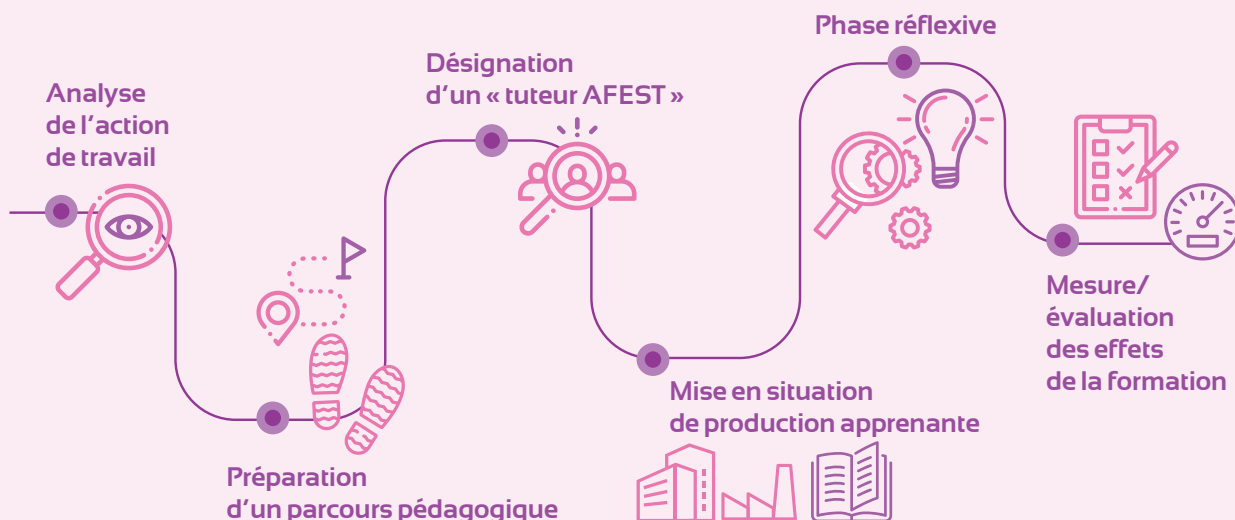 Analyse
de l’action
de travail
Préparation
d’un parcours pédagogique
Désignation
d’un « tuteur AFEST »
Mise en situation
de production apprenante
Phase réflexive
Mesure/
évaluation
des effets
de la formation